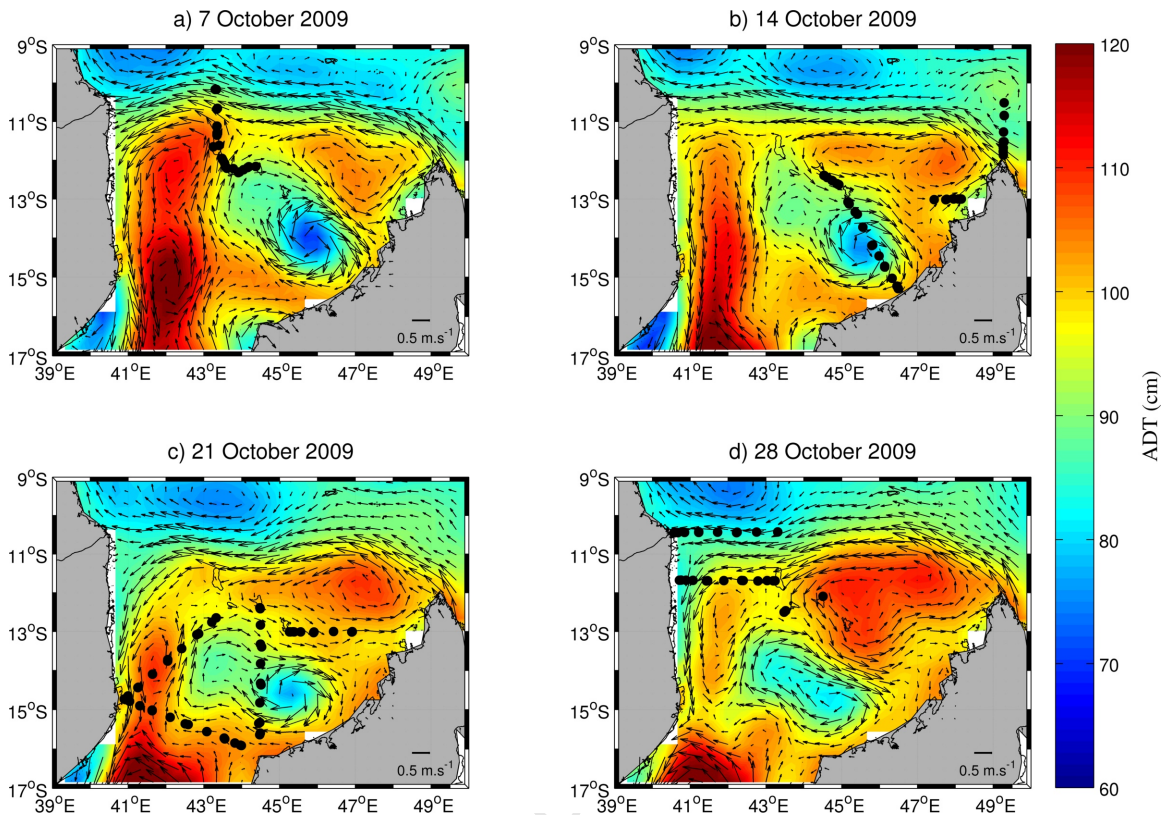 a) 7 October 2009
b) 14 October 2009
9°S
11°S
13°S
15°S
17°S
39°E 41°E 43°E 45°E 47°E 49°E
0.5 m.s⁻¹
9°S
11°S
13°S
15°S
17°S
39°E 41°E 43°E 45°E 47°E 49°E
0.5 m.s⁻¹
c) 21 October 2009
d) 28 October 2009
9°S
11°S
13°S
15°S
17°S
39°E 41°E 43°E 45°E 47°E 49°E
0.5 m.s⁻¹
9°S
11°S
13°S
15°S
17°S
39°E 41°E 43°E 45°E 47°E 49°E
0.5 m.s⁻¹
120
110
100
90
80
70
60
ADT (cm)